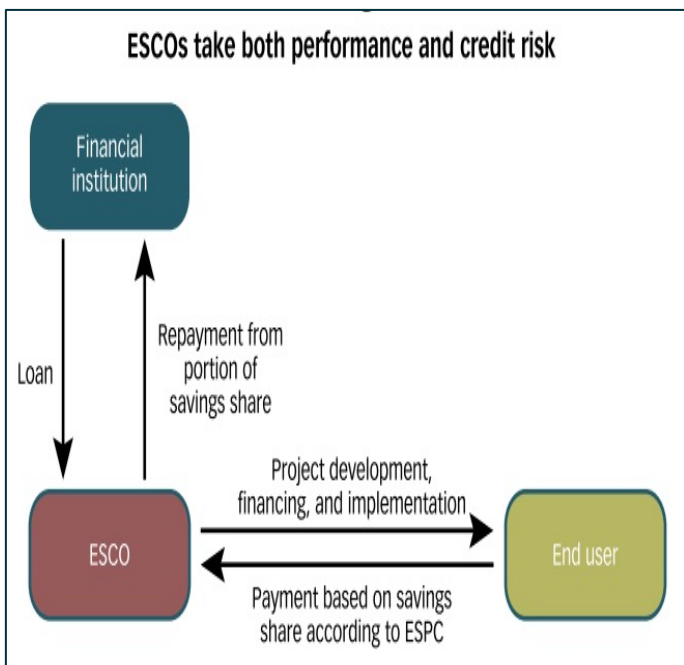 ESCOs take both performance and credit risk
Financial
institution
Loan
Repayment from
portion of
savings share
Project development,
financing, and implementation
ESCO
End user
Payment based on savings
share according to ESPC